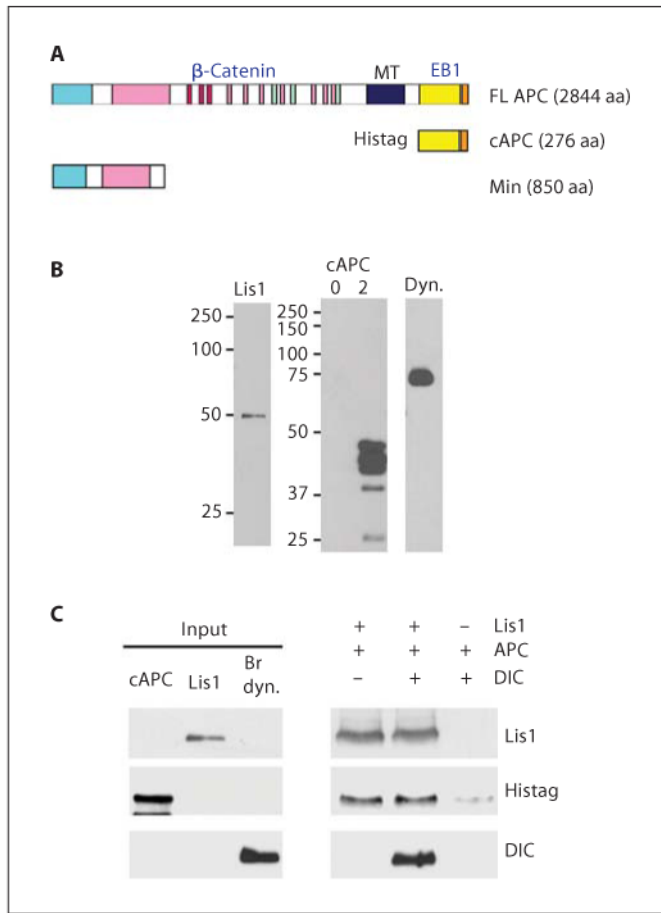 A
β-Catenin MT EB1
FL APC (2844 aa)
Histag cAPC (276 aa)
Min (850 aa)
B
cAPC
Lis1 0 2 Dyn.
250 250
150
100 100
75
50 50
37
25 25
C
Input
+ + – Lis1
+ + + APC
– + + DIC
cAPC Lis1 Br dyn.
Lis1
Histag
DIC